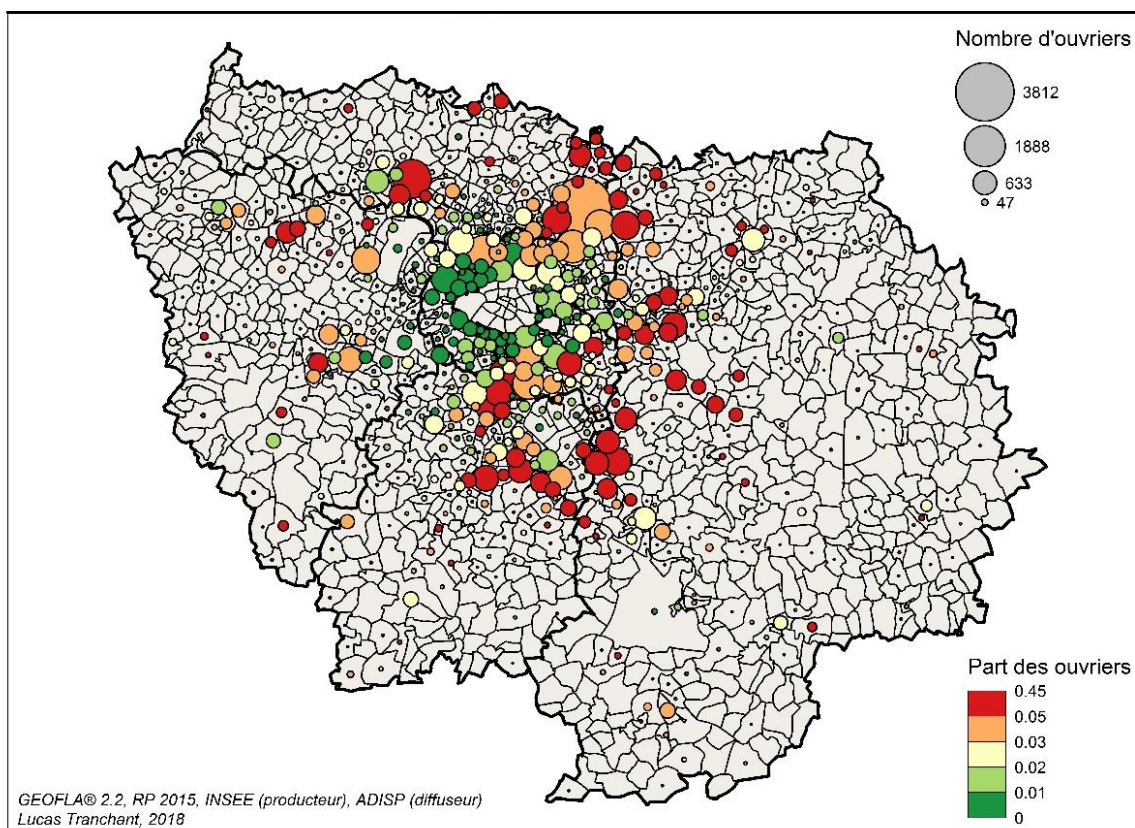 Nombre d'ouvriers
3812
1888
633
47
Part des ouvriers
0.45
0.05
0.03
0.02
0.01
0
GEOFLA® 2.2, RP 2015, INSEE (producteur), ADISP (diffuseur)
Lucas Tranchant, 2018